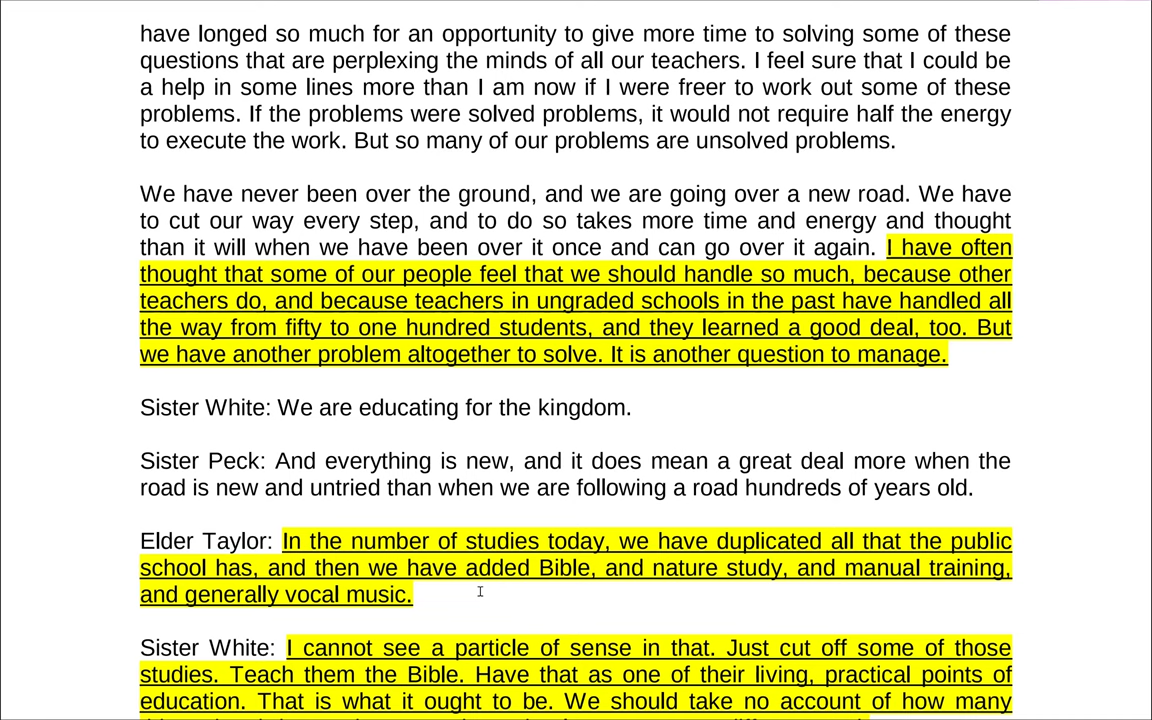 have longed so much for an opportunity to give more time to solving some of these
questions that are perplexing the minds of all our teachers. I feel sure that I could be
a help in some lines more than I am now if I were freer to work out some of these
problems. If the problems were solved problems, it would not require half the energy
to execute the work. But so many of our problems are unsolved problems.
We have never been over the ground, and we are going over a new road. We have
to cut our way every step, and to do so takes more time and energy and thought
than it will when we have been over it once and can go over it again. I have often
thought that some of our people feel that we should handle so much, because other
teachers do, and because teachers in ungraded schools in the past have handled all
the way from fifty to one hundred students, and they learned a good deal, too. But
we have another problem altogether to solve. It is another question to manage.
Sister White: We are educating for the kingdom.
Sister Peck: And everything is new, and it does mean a great deal more when the
road is new and untried than when we are following a road hundreds of years old.
Elder Taylor: In the number of studies today, we have duplicated all that the public
school has, and then we have added Bible, and nature study, and manual training,
and generally vocal music.
Sister White: I cannot see a particle of sense in that. Just cut off some of those
studies. Teach them the Bible. Have that as one of their living, practical points of
education. That is what it ought to be. We should take no account of how many